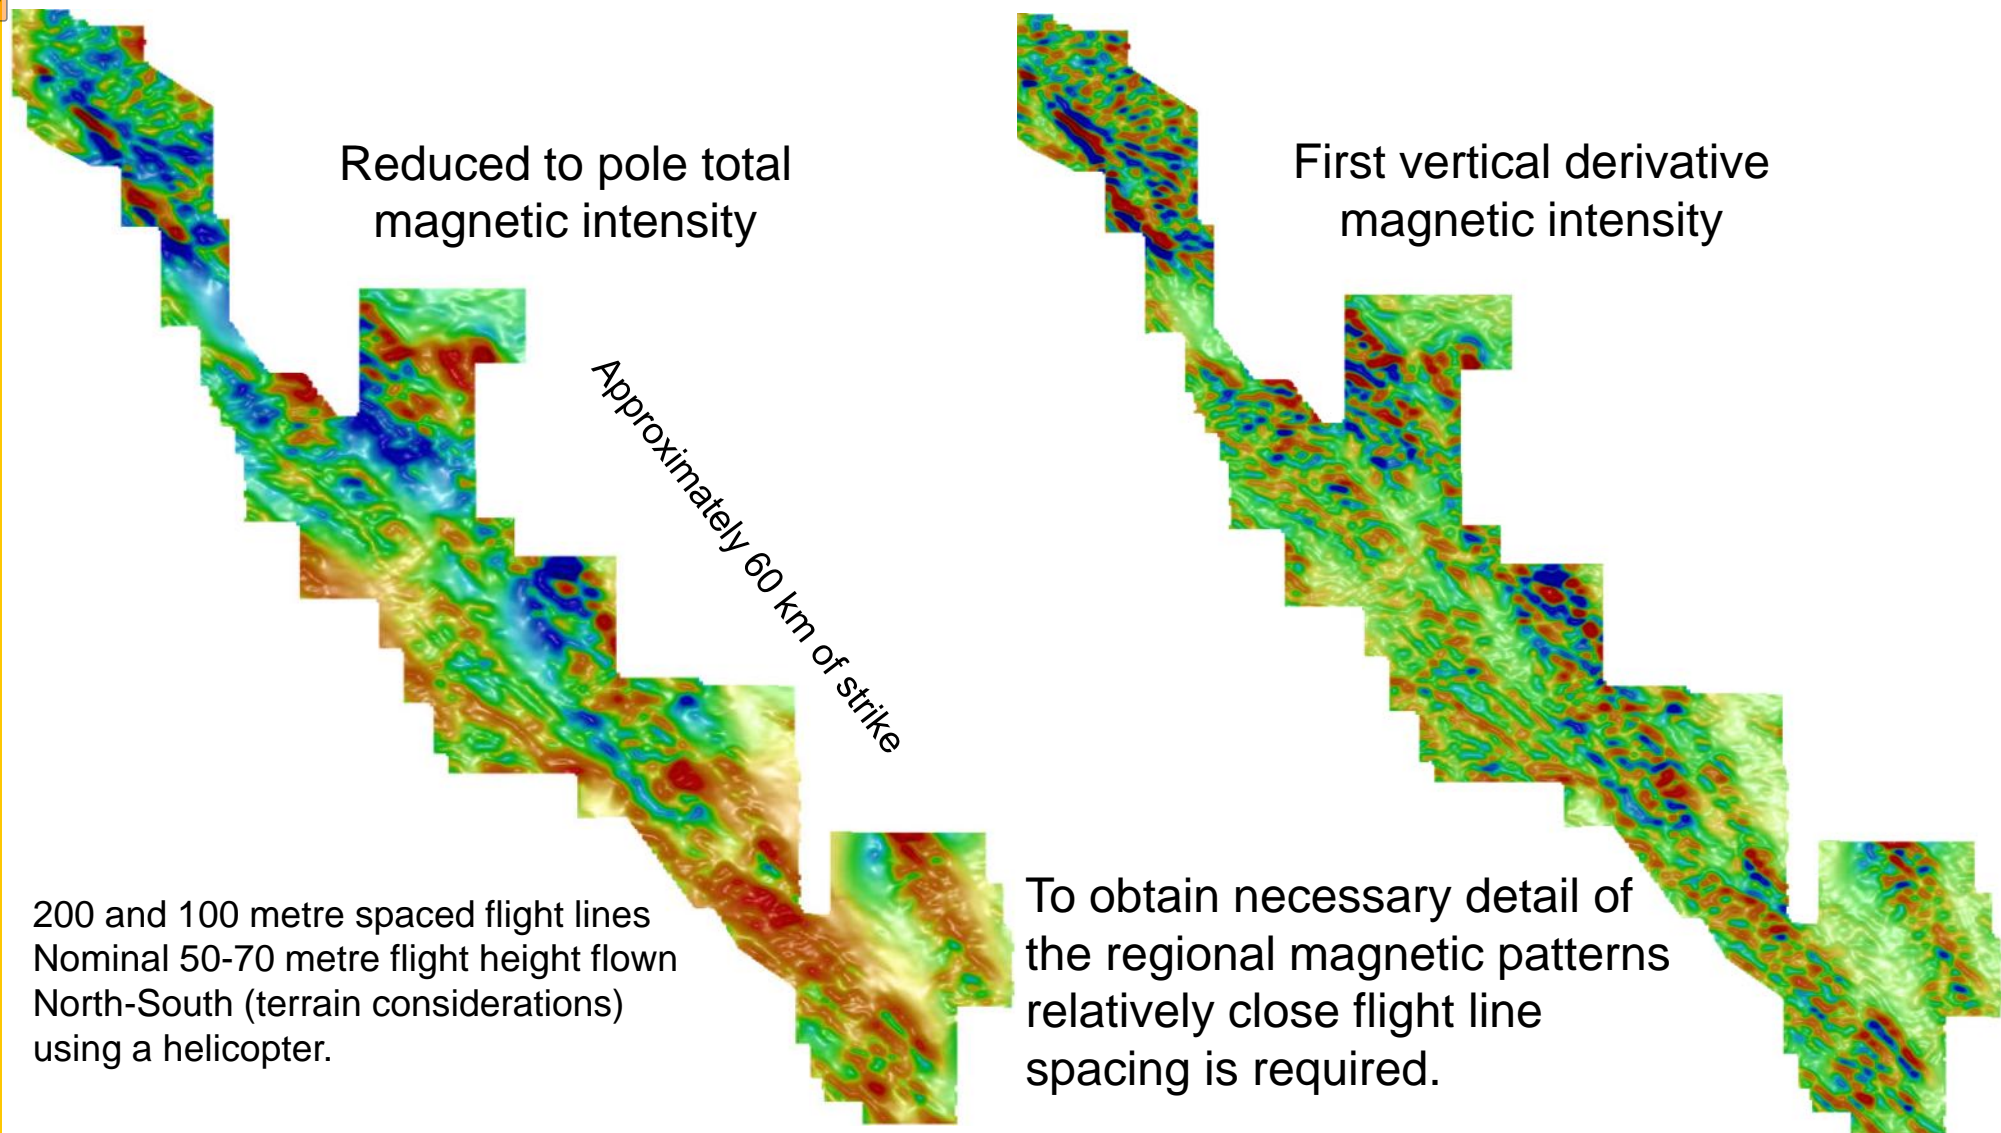 Reduced to pole total
magnetic intensity
First vertical derivative
magnetic intensity
Approximately 60 km of strike
200 and 100 metre spaced flight lines
Nominal 50-70 metre flight height flown
North-South (terrain considerations)
using a helicopter.
To obtain necessary detail of
the regional magnetic patterns
relatively close flight line
spacing is required.